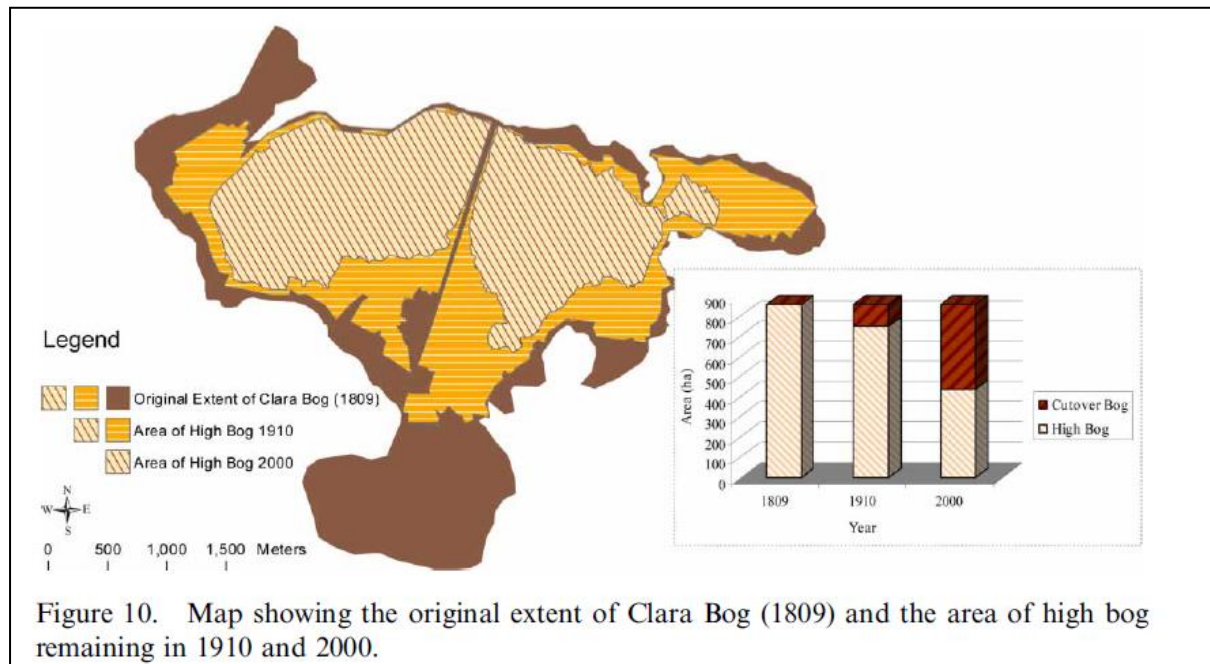 Legend
Original Extent of Clara Bog (1809)
Area of High Bog 1910
Area of High Bog 2000
N
W E
S
0 500 1,000 1,500 Meters
900
800
700
600
500
400
300
200
100
0
Area (ha)
1809 1910 2000
Year
Cutover Bog
High Bog
Figure 10. Map showing the original extent of Clara Bog (1809) and the area of high bog
remaining in 1910 and 2000.